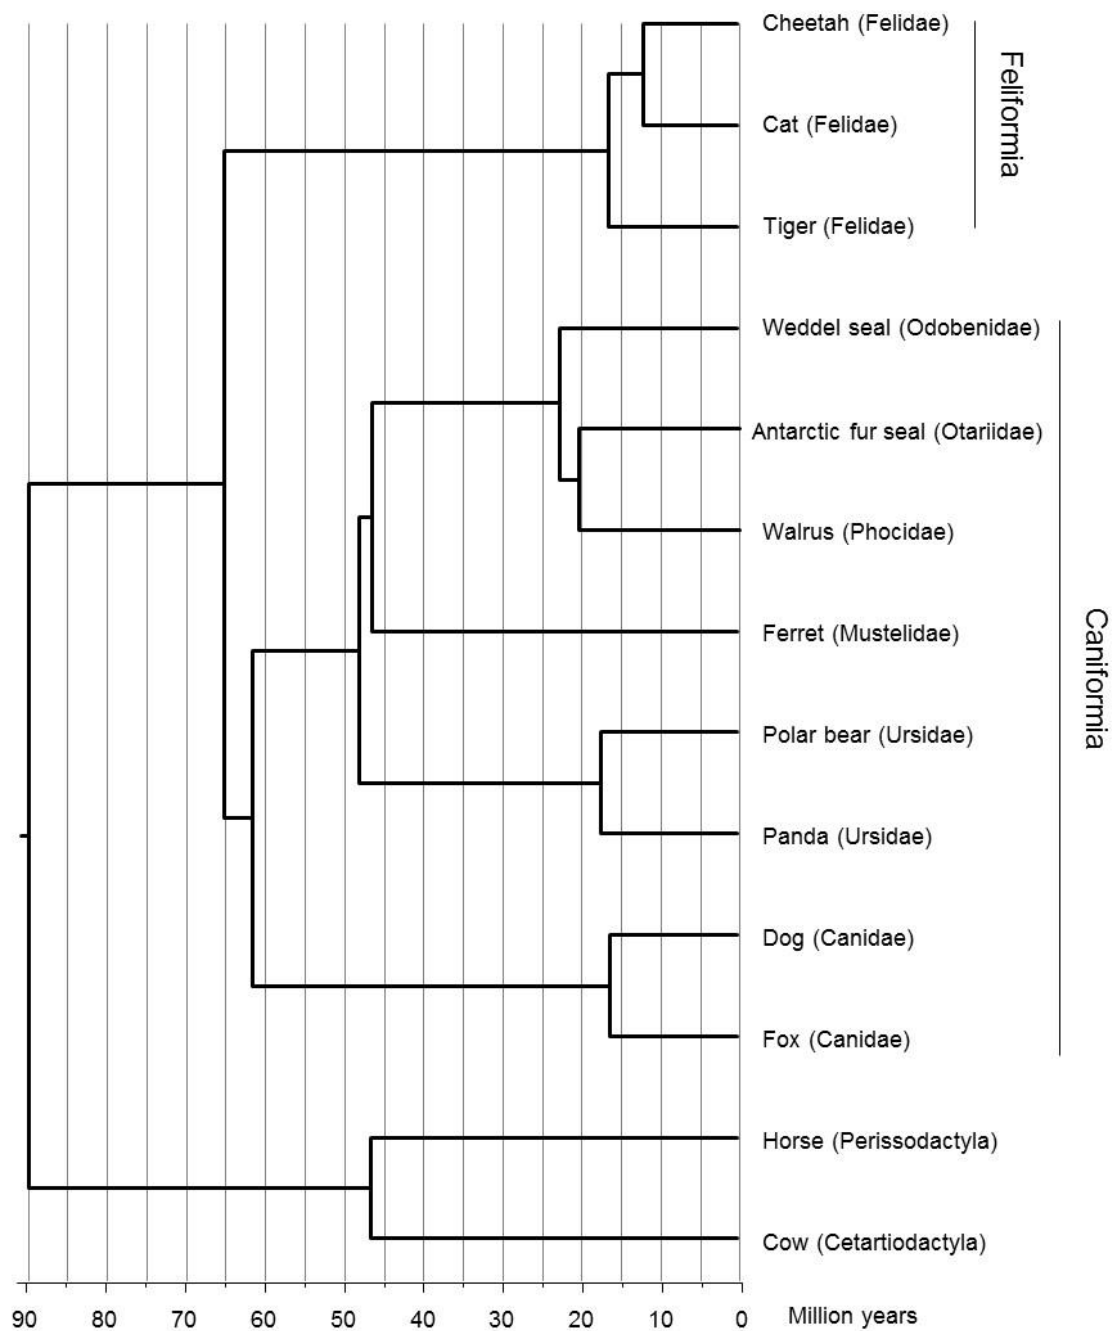 Cheetah (Felidae)
Cat (Felidae)
Tiger (Felidae)
Feliformia
Weddel seal (Odobenidae)
Antarctic fur seal (Otariidae)
Walrus (Phocidae)
Ferret (Mustelidae)
Polar bear (Ursidae)
Panda (Ursidae)
Dog (Canidae)
Fox (Canidae)
Caniformia
Horse (Perissodactyla)
Cow (Cetartiodactyla)
90 80 70 60 50 40 30 20 10 0 Million years